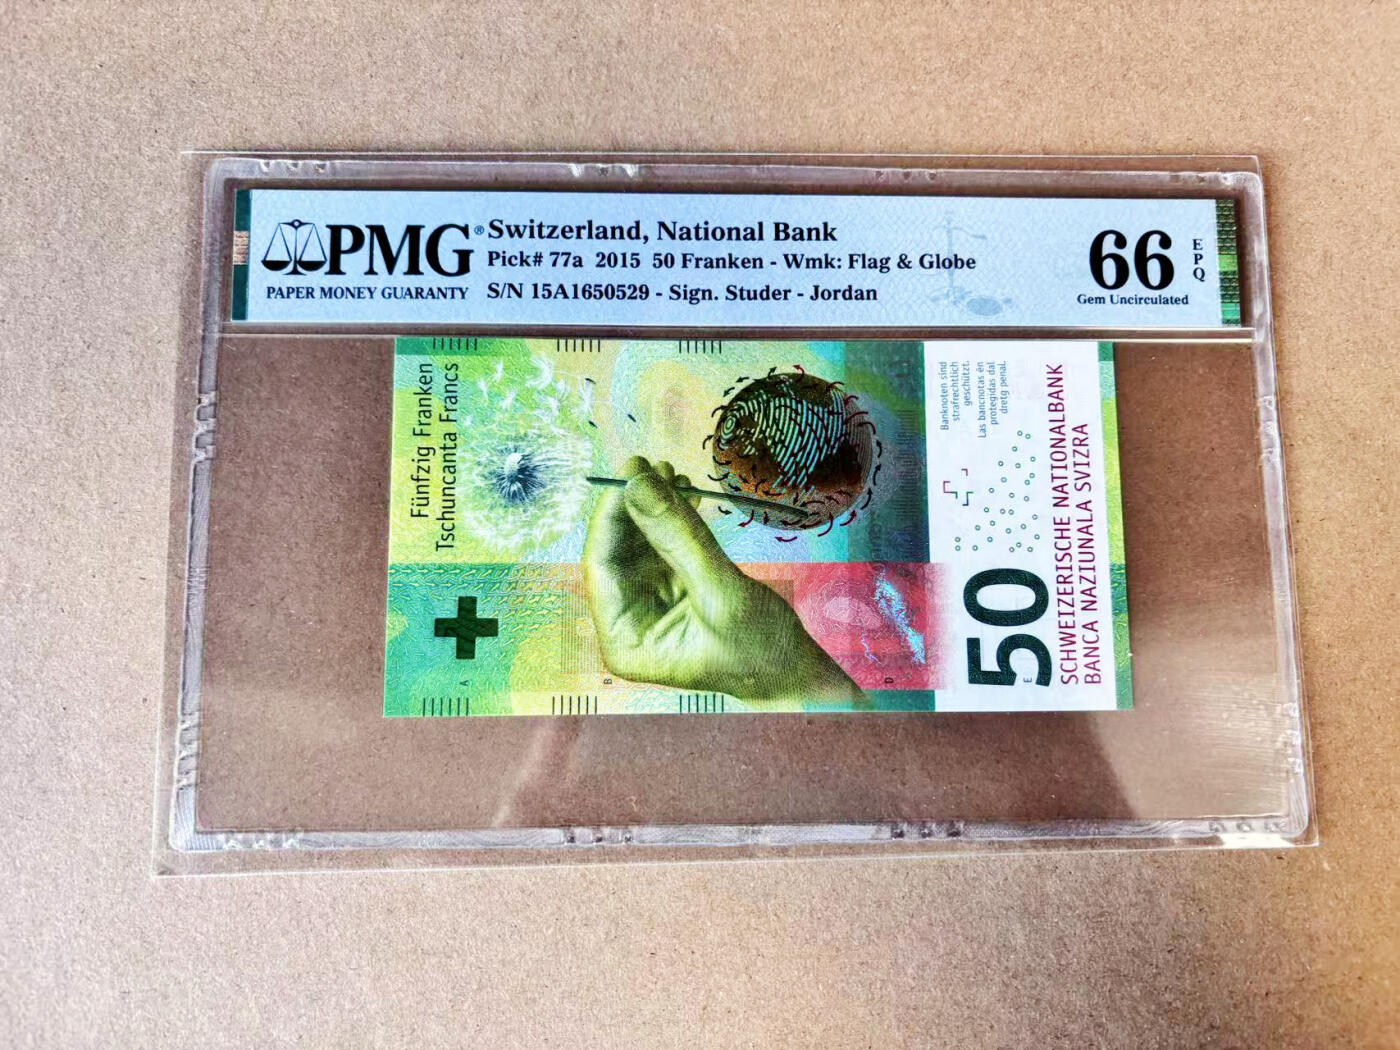 PMG®
PAPER MONEY GUARANTY
Switzerland, National Bank
Pick# 77a 2015 50 Franken - Wmk: Flag & Globe
S/N 15A1650529 - Sign. Studer - Jordan
66
EPQ
Gem Uncirculated
Fünfzig Franken
Tschuncanta Francs
Banknoten sind
strafrechtlich
geschützt.
Las bancnotas èn
protegidas dal
dretg penal.
50
SCHWEIZERISCHE NATIONALBANK
BANCA NAZIUNALA SVIZRA
A
B
D
E